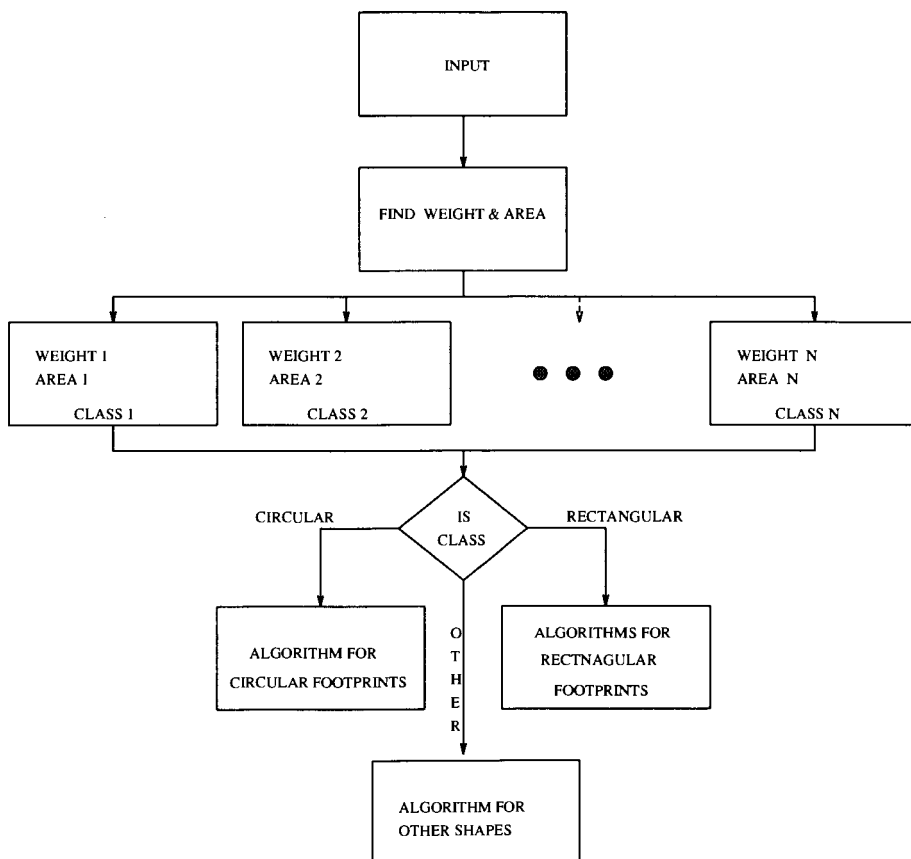 INPUT
FIND WEIGHT & AREA
WEIGHT 1
AREA 1
CLASS 1
WEIGHT 2
AREA 2
CLASS 2
WEIGHT N
AREA N
CLASS N
CIRCULAR
IS
CLASS
RECTANGULAR
OTHER
ALGORITHM FOR
CIRCULAR FOOTPRINTS
ALGORITHMS FOR
RECTNAGULAR
FOOTPRINTS
ALGORITHM FOR
OTHER SHAPES